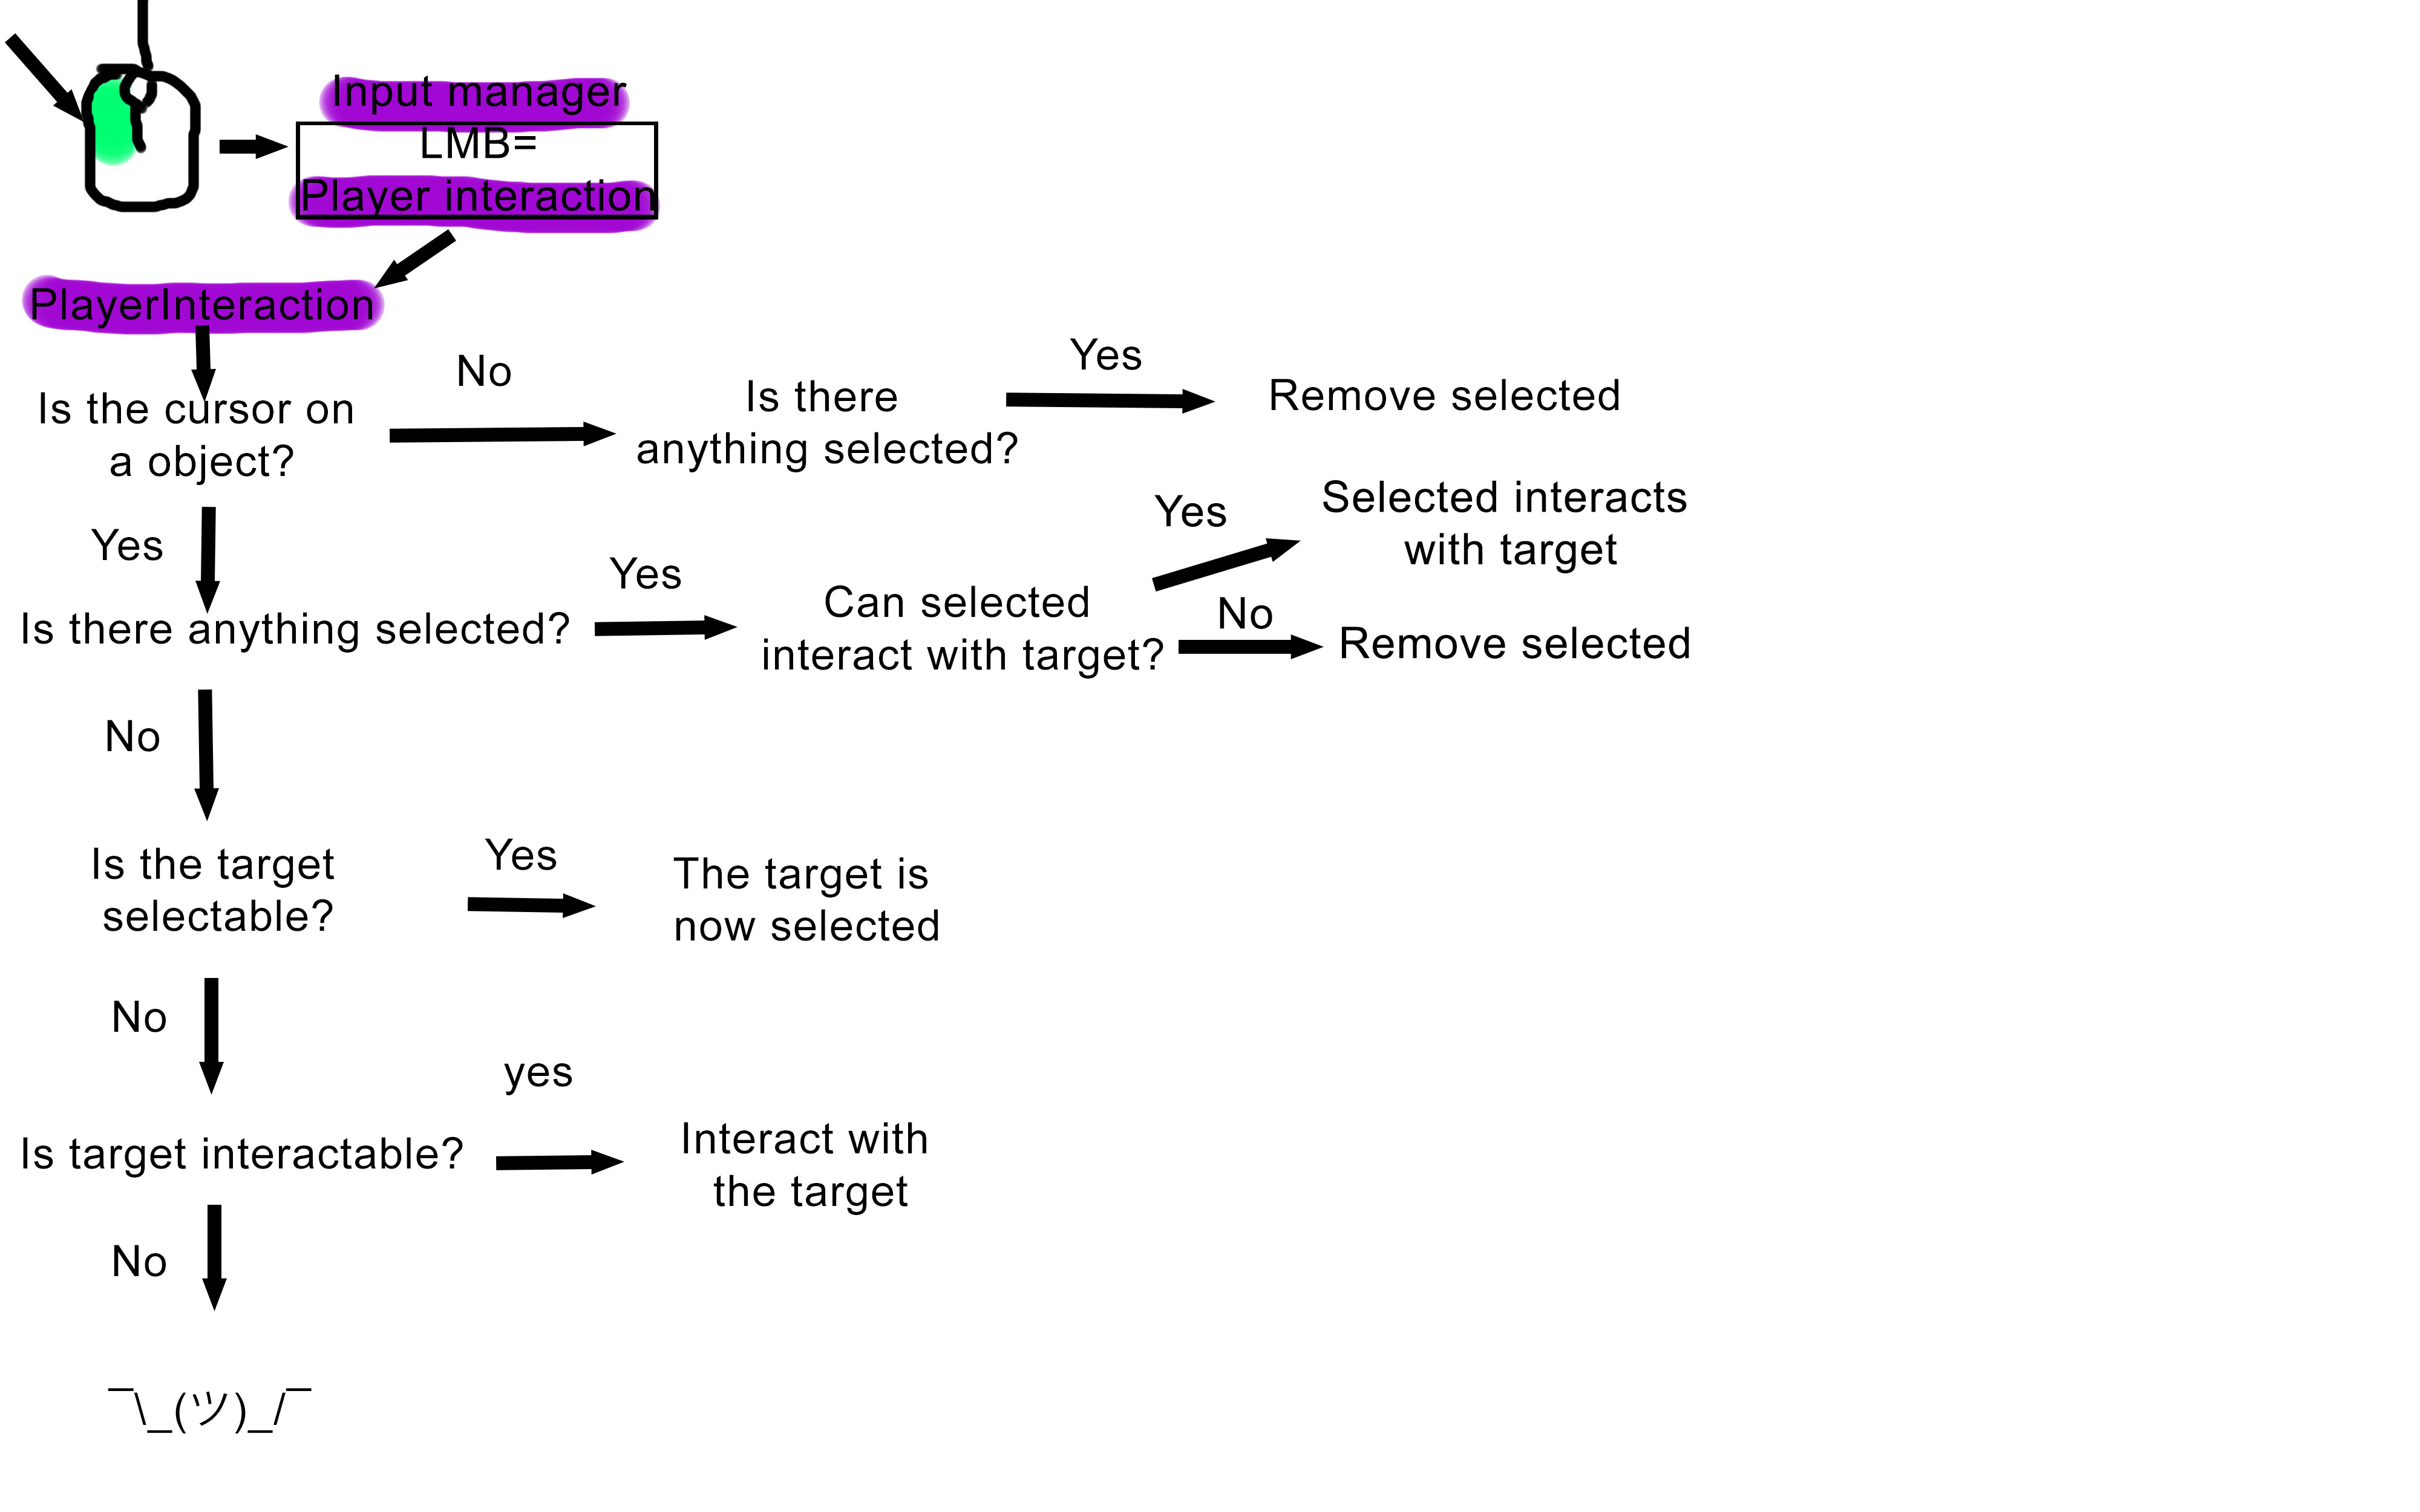 Input manager
LMB=
Player interaction
PlayerInteraction
No
Yes
Is the cursor on
a object?
Is there
anything selected?
Remove selected
Yes
Yes
Yes
Selected interacts
with target
Is there anything selected?
Can selected
interact with target?
No
Remove selected
No
Is the target
selectable?
Yes
The target is
now selected
No
yes
Is target interactable?
Interact with
the target
No
¯\_(ツ)_/¯